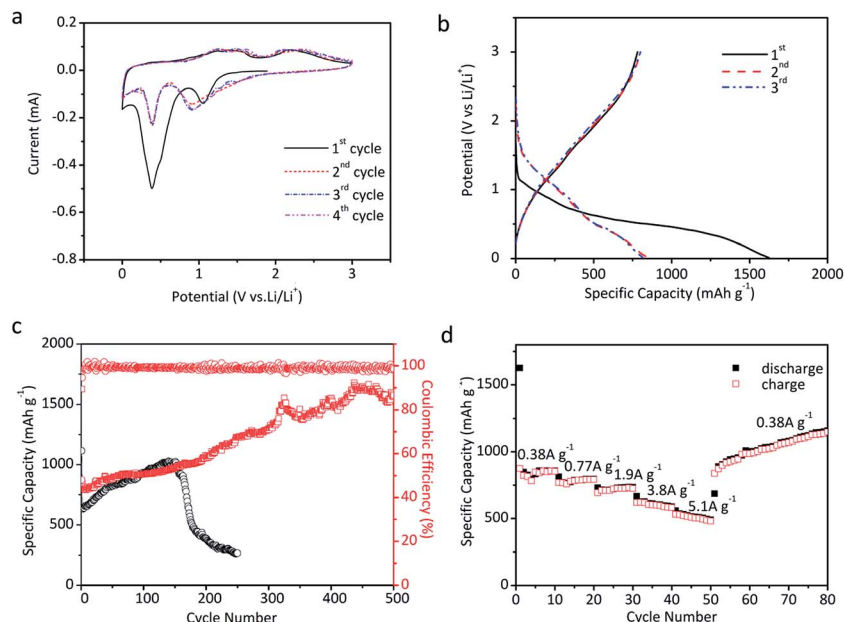 a
0.2
0.0
-0.2
-0.4
-0.6
-0.8
Current (mA)
1st cycle
2nd cycle
3rd cycle
4th cycle
0 1 2 3
Potential (V vs.Li/Li+)
b
3
2
1
0
Potential (V vs Li/Li+)
1st
2nd
3rd
0 500 1000 1500 2000
Specific Capacity (mAh g-1)
c
2000
1500
1000
500
0
Specific Capacity (mAh g-1)
100
80
60
40
20
0
Coulombic Efficiency (%)
0 100 200 300 400 500
Cycle Number
d
1500
1000
500
0
Specific Capacity (mAh g-1)
discharge
charge
0.38A g-1
0.38A g-1
0.77A g-1
1.9A g-1
3.8A g-1
5.1A g-1
0 10 20 30 40 50 60 70 80
Cycle Number